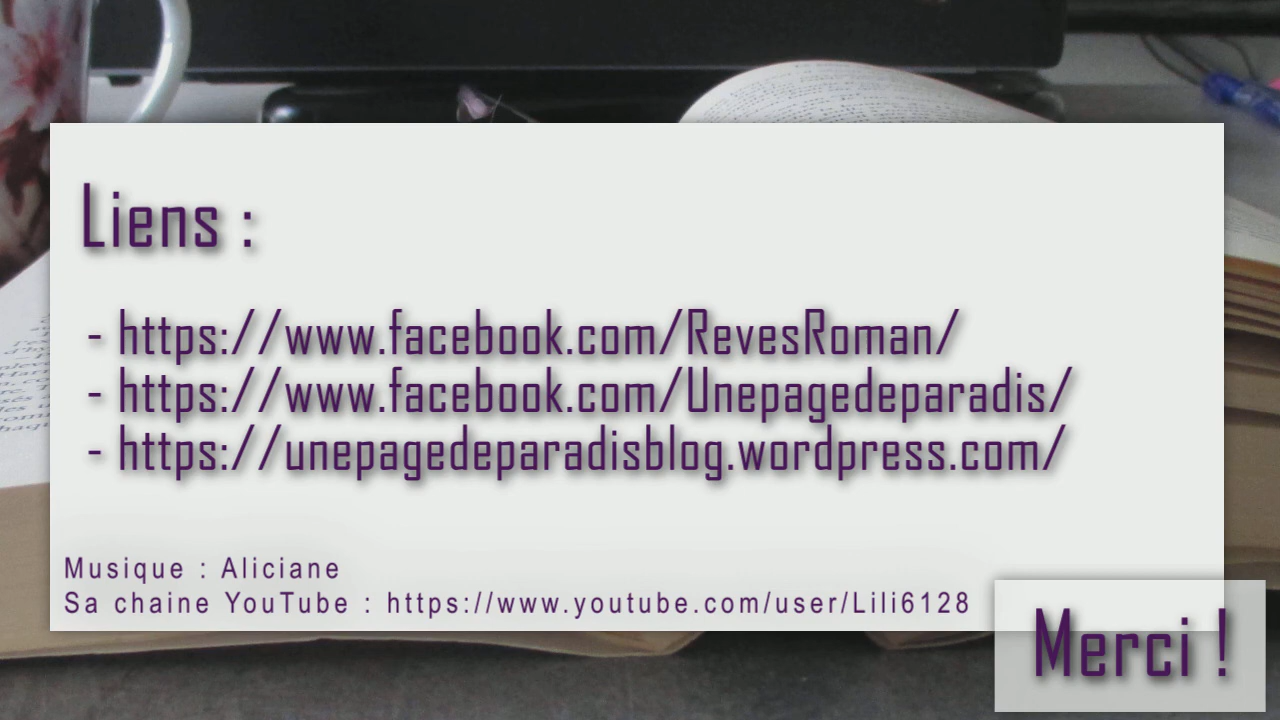 Liens :
- https://www.facebook.com/RevesRoman/
- https://www.facebook.com/Unepagedeparadis/
- https://unepagedeparadisblog.wordpress.com/
Musique : Aliciane
Sa chaine YouTube : https://www.youtube.com/user/Lili6128
Merci !